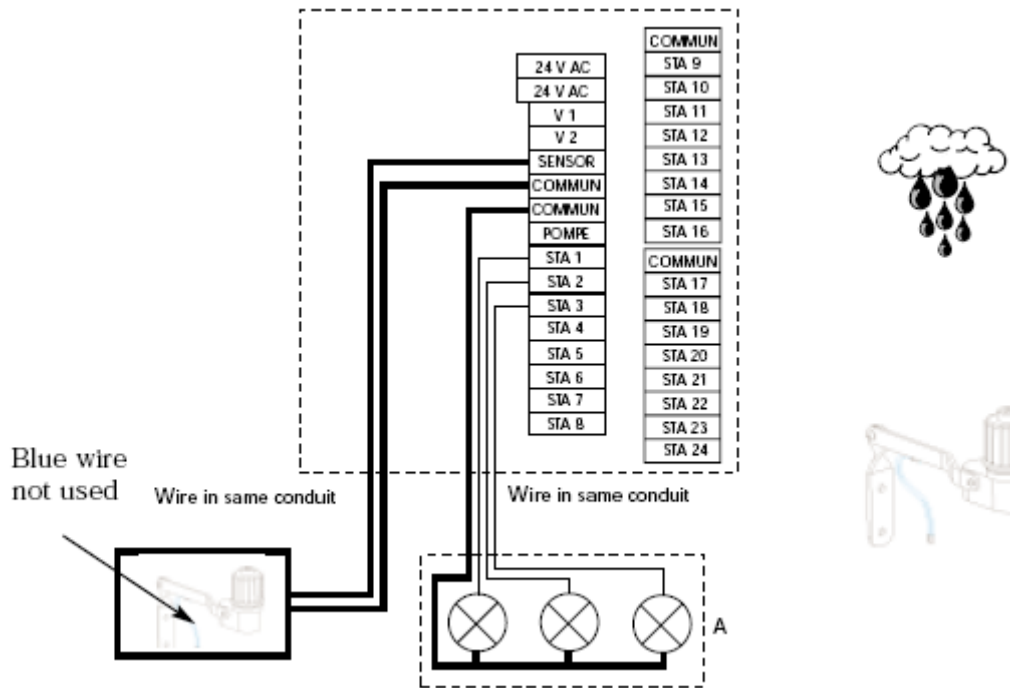 24 V AC
24 V AC
V 1
V 2
SENSOR
COMMUN
COMMUN
POMPE
STA 1
STA 2
STA 3
STA 4
STA 5
STA 6
STA 7
STA 8
COMMUN
STA 9
STA 10
STA 11
STA 12
STA 13
STA 14
STA 15
STA 16
COMMUN
STA 17
STA 18
STA 19
STA 20
STA 21
STA 22
STA 23
STA 24
Blue wire
not used
Wire in same conduit
Wire in same conduit
A